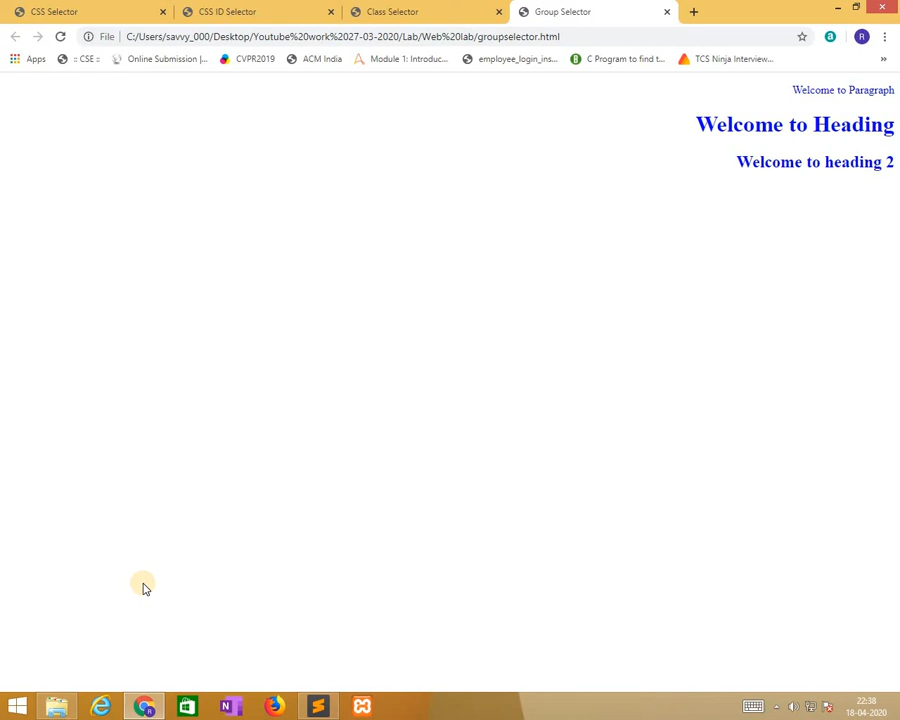 CSS Selector
CSS ID Selector
Class Selector
Group Selector
File
C:/Users/savvy_000/Desktop/Youtube%20work%2027-03-2020/Lab/Web%20lab/groupselector.html
R
Apps
:: CSE ::
Online Submission |...
CVPR2019
ACM India
Module 1: Introduc...
employee_login_ins...
C Program to find t...
TCS Ninja Interview...
»
Welcome to Paragraph
Welcome to Heading
Welcome to heading 2
22:38
18-04-2020